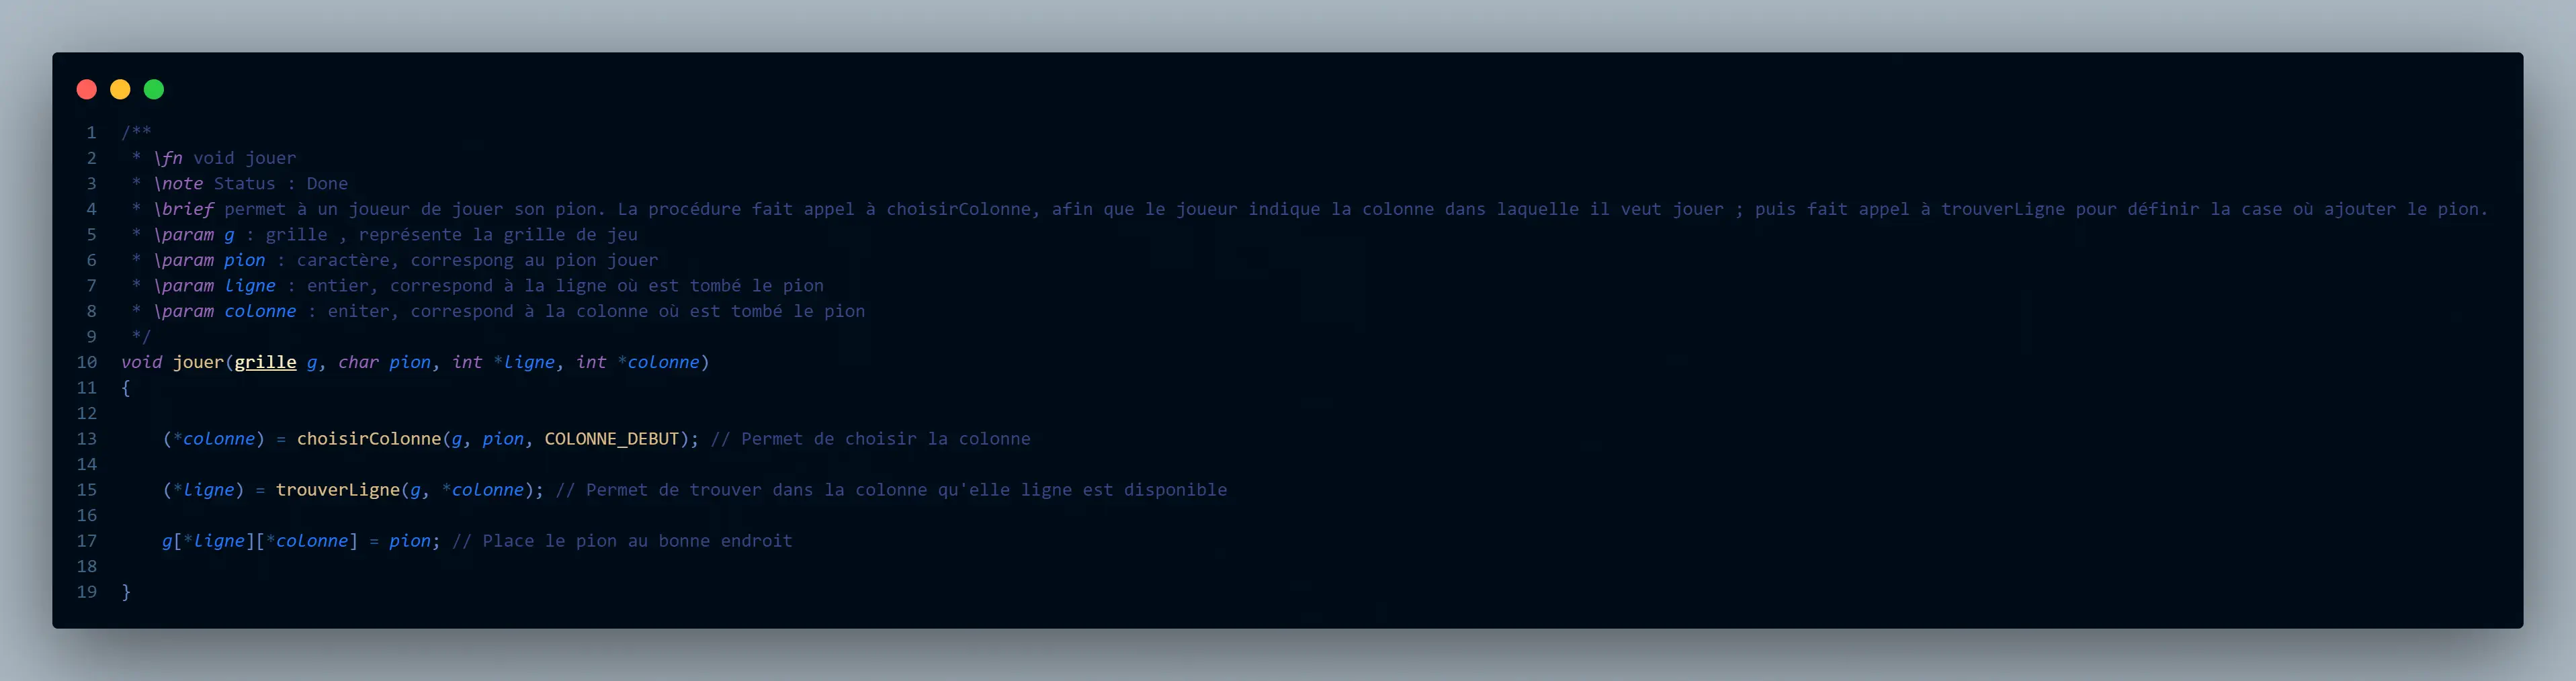 1 /**
2  * \fn void jouer
3  * \note Status : Done
4  * \brief permet à un joueur de jouer son pion. La procédure fait appel à choisirColonne, afin que le joueur indique la colonne dans laquelle il veut jouer ; puis fait appel à trouverLigne pour définir la case où ajouter le pion.
5  * \param g : grille , représente la grille de jeu
6  * \param pion : caractère, correspong au pion jouer
7  * \param ligne : entier, correspond à la ligne où est tombé le pion
8  * \param colonne : eniter, correspond à la colonne où est tombé le pion
9  */
10 void jouer(grille g, char pion, int *ligne, int *colonne)
11 {
12
13     (*colonne) = choisirColonne(g, pion, COLONNE_DEBUT); // Permet de choisir la colonne
14
15     (*ligne) = trouverLigne(g, *colonne); // Permet de trouver dans la colonne qu'elle ligne est disponible
16
17     g[*ligne][*colonne] = pion; // Place le pion au bonne endroit
18
19 }